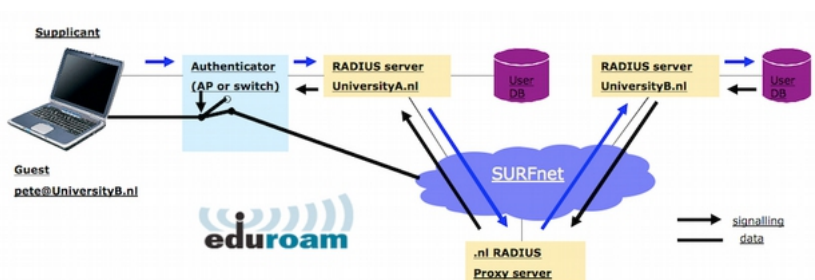 Supplicant
Authenticator
(AP or switch)
RADIUS server
UniversityA.nl
User
DB
RADIUS server
UniversityB.nl
User
DB
Guest
pete@UniversityB.nl
SURFnet
eduroam
signalling
data
.nl RADIUS
Proxy server